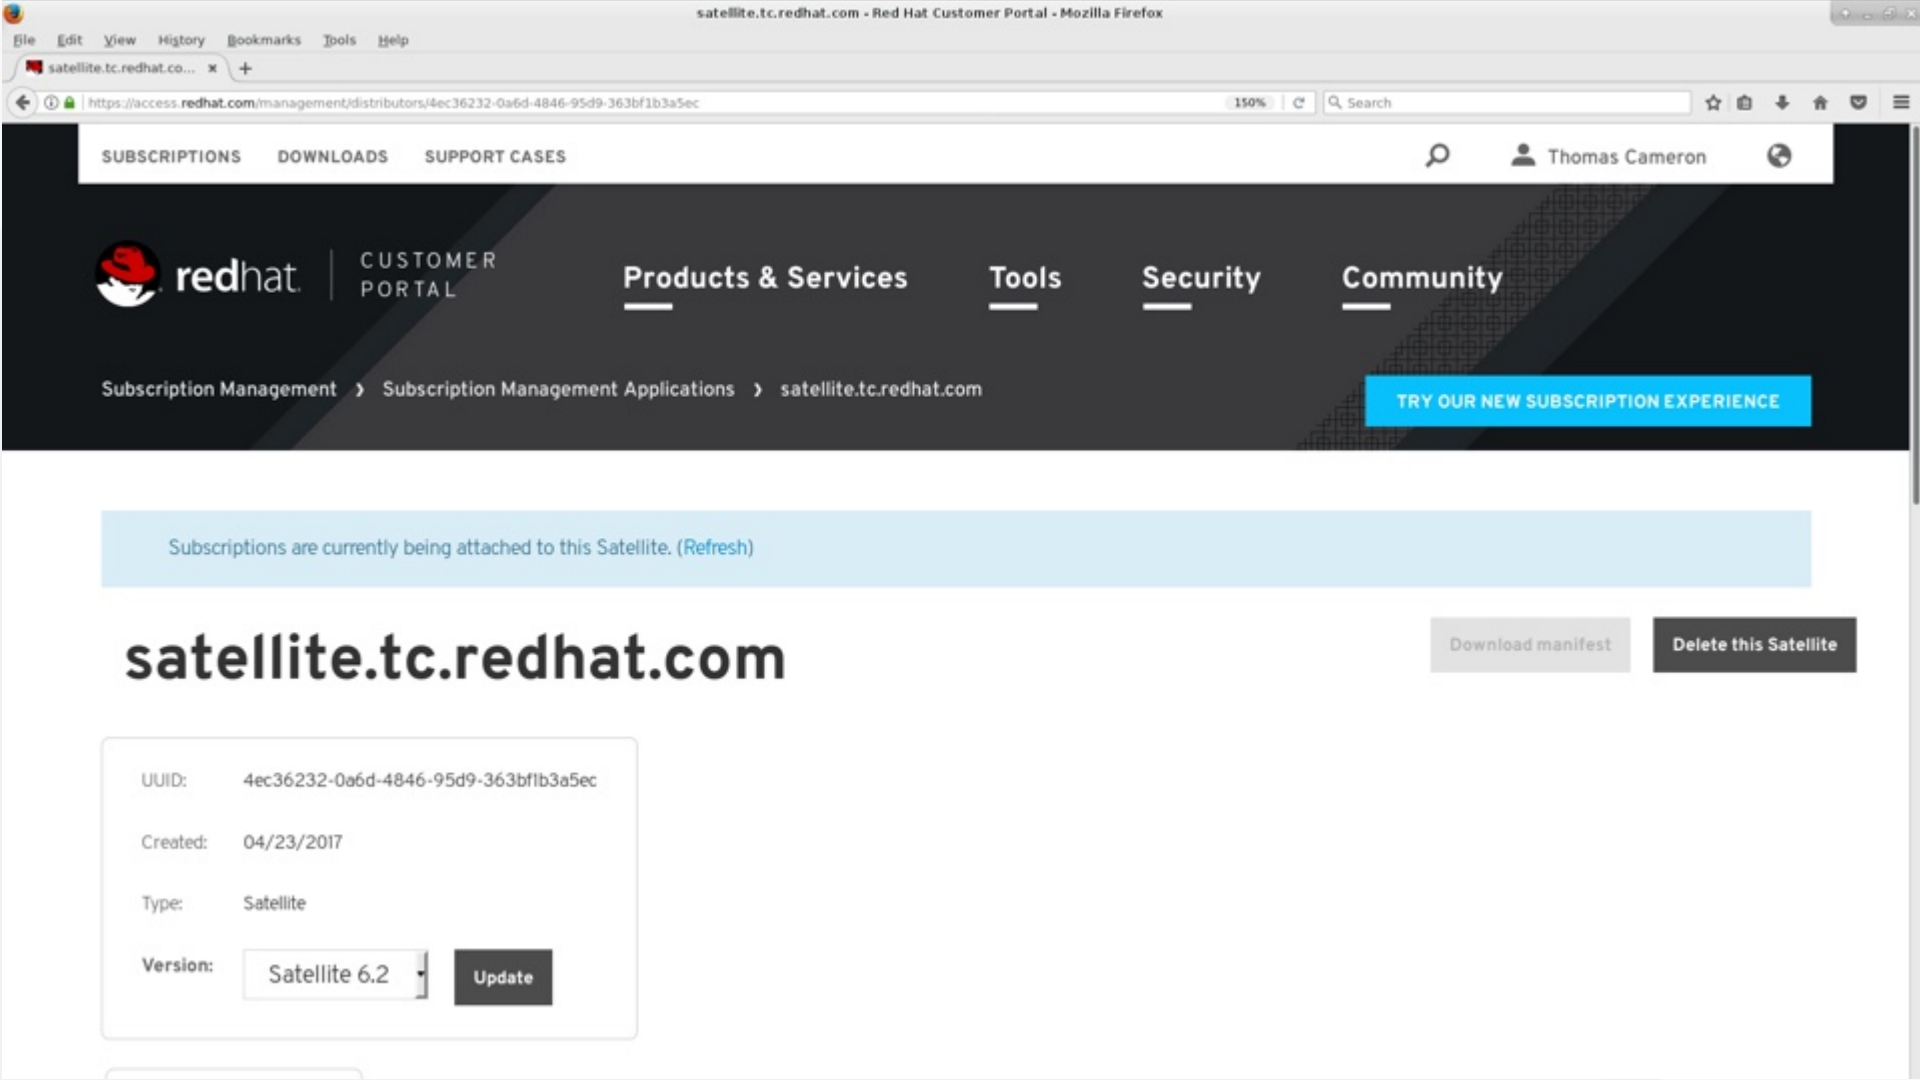 satellite.tc.redhat.com - Red Hat Customer Portal - Mozilla Firefox
File Edit View History Bookmarks Tools Help
satellite.tc.redhat.co... × +
https://access.redhat.com/management/distributors/4ec36232-0a6d-4846-95d9-363bf1b3a5ec 150% Search
SUBSCRIPTIONS DOWNLOADS SUPPORT CASES Thomas Cameron
redhat. CUSTOMER
PORTAL
Products & Services Tools Security Community
Subscription Management › Subscription Management Applications › satellite.tc.redhat.com
TRY OUR NEW SUBSCRIPTION EXPERIENCE
Subscriptions are currently being attached to this Satellite. (Refresh)
satellite.tc.redhat.com
Download manifest Delete this Satellite
UUID: 4ec36232-0a6d-4846-95d9-363bf1b3a5ec
Created: 04/23/2017
Type: Satellite
Version: Satellite 6.2 Update